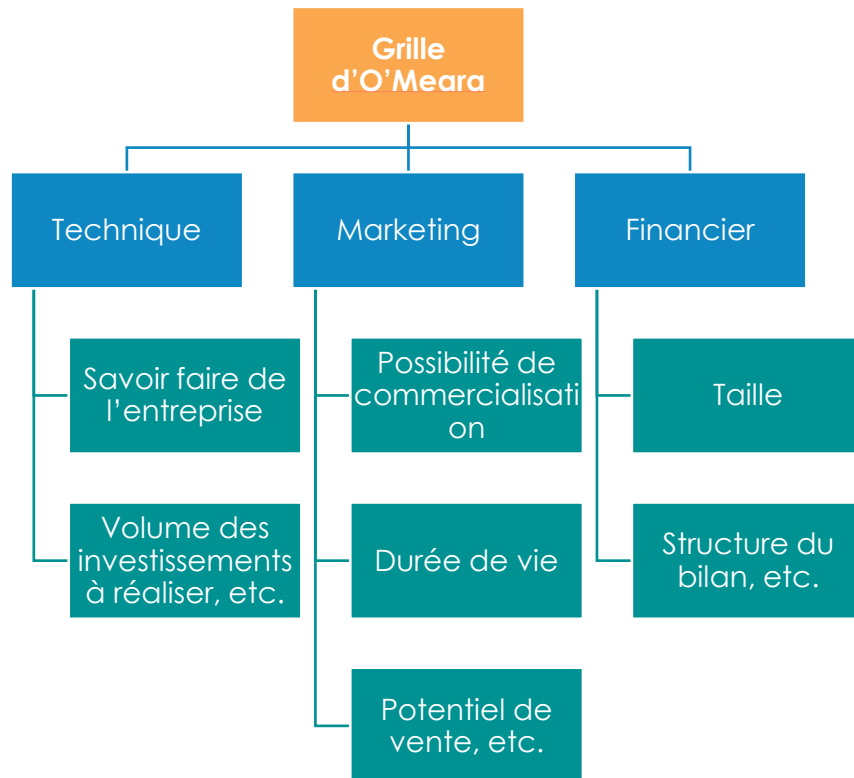 Grille
d’O’Meara
Technique
Marketing
Financier
Savoir faire de
l’entreprise
Possibilité de
commercialisati
on
Taille
Volume des
investissements
à réaliser, etc.
Durée de vie
Structure du
bilan, etc.
Potentiel de
vente, etc.